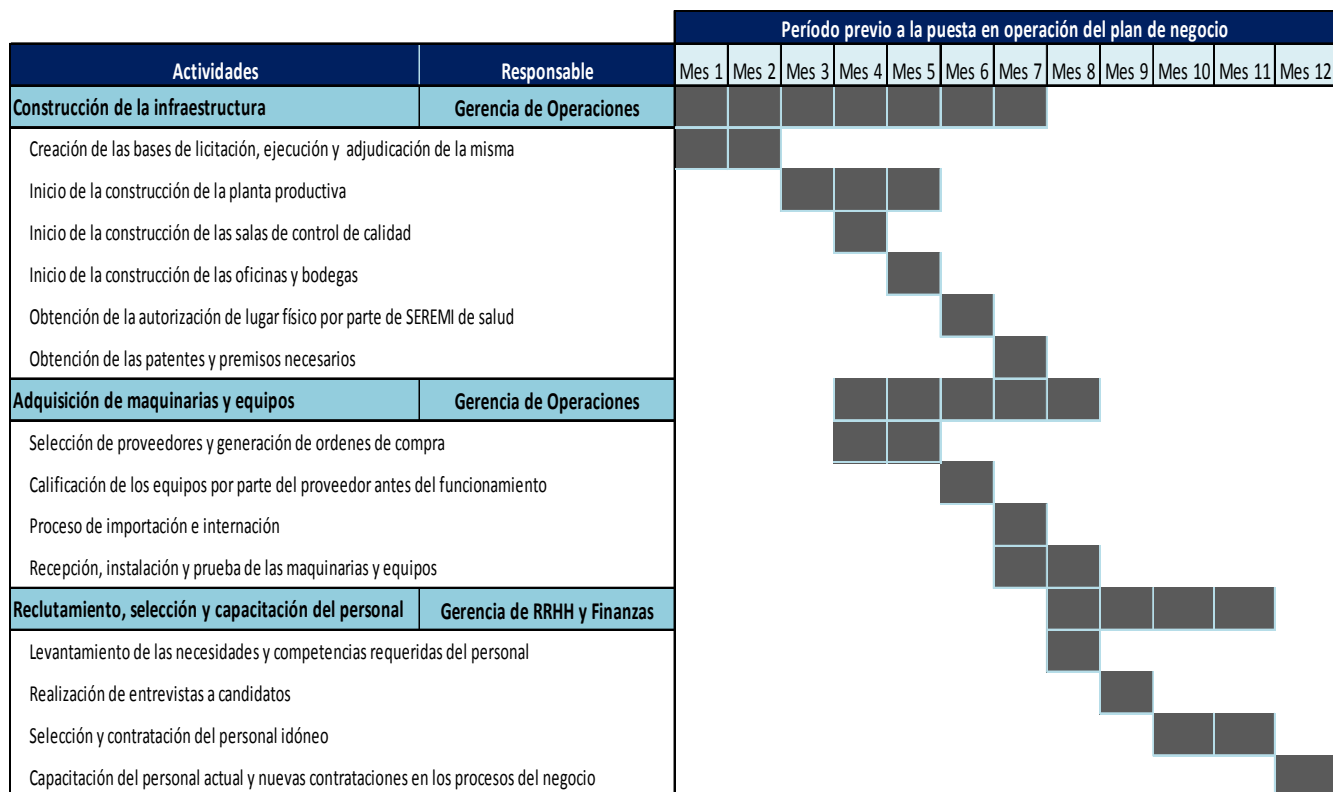 Período previo a la puesta en operación del plan de negocio
Actividades Responsable Mes 1 Mes 2 Mes 3 Mes 4 Mes 5 Mes 6 Mes 7 Mes 8 Mes 9 Mes 10 Mes 11 Mes 12
Construcción de la infraestructura Gerencia de Operaciones
Creación de las bases de licitación, ejecución y adjudicación de la misma
Inicio de la construcción de la planta productiva
Inicio de la construcción de las salas de control de calidad
Inicio de la construcción de las oficinas y bodegas
Obtención de la autorización de lugar físico por parte de SEREMI de salud
Obtención de las patentes y premisos necesarios
Adquisición de maquinarias y equipos Gerencia de Operaciones
Selección de proveedores y generación de ordenes de compra
Calificación de los equipos por parte del proveedor antes del funcionamiento
Proceso de importación e internación
Recepción, instalación y prueba de las maquinarias y equipos
Reclutamiento, selección y capacitación del personal Gerencia de RRHH y Finanzas
Levantamiento de las necesidades y competencias requeridas del personal
Realización de entrevistas a candidatos
Selección y contratación del personal idóneo
Capacitación del personal actual y nuevas contrataciones en los procesos del negocio